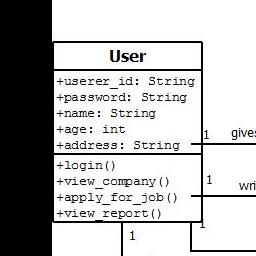 User
+userer_id: String
+password: String
+name: String
+age: int
+address: String
1
gives
+login()
+view_company()
1
+apply_for_job()
+view_report()
1
1